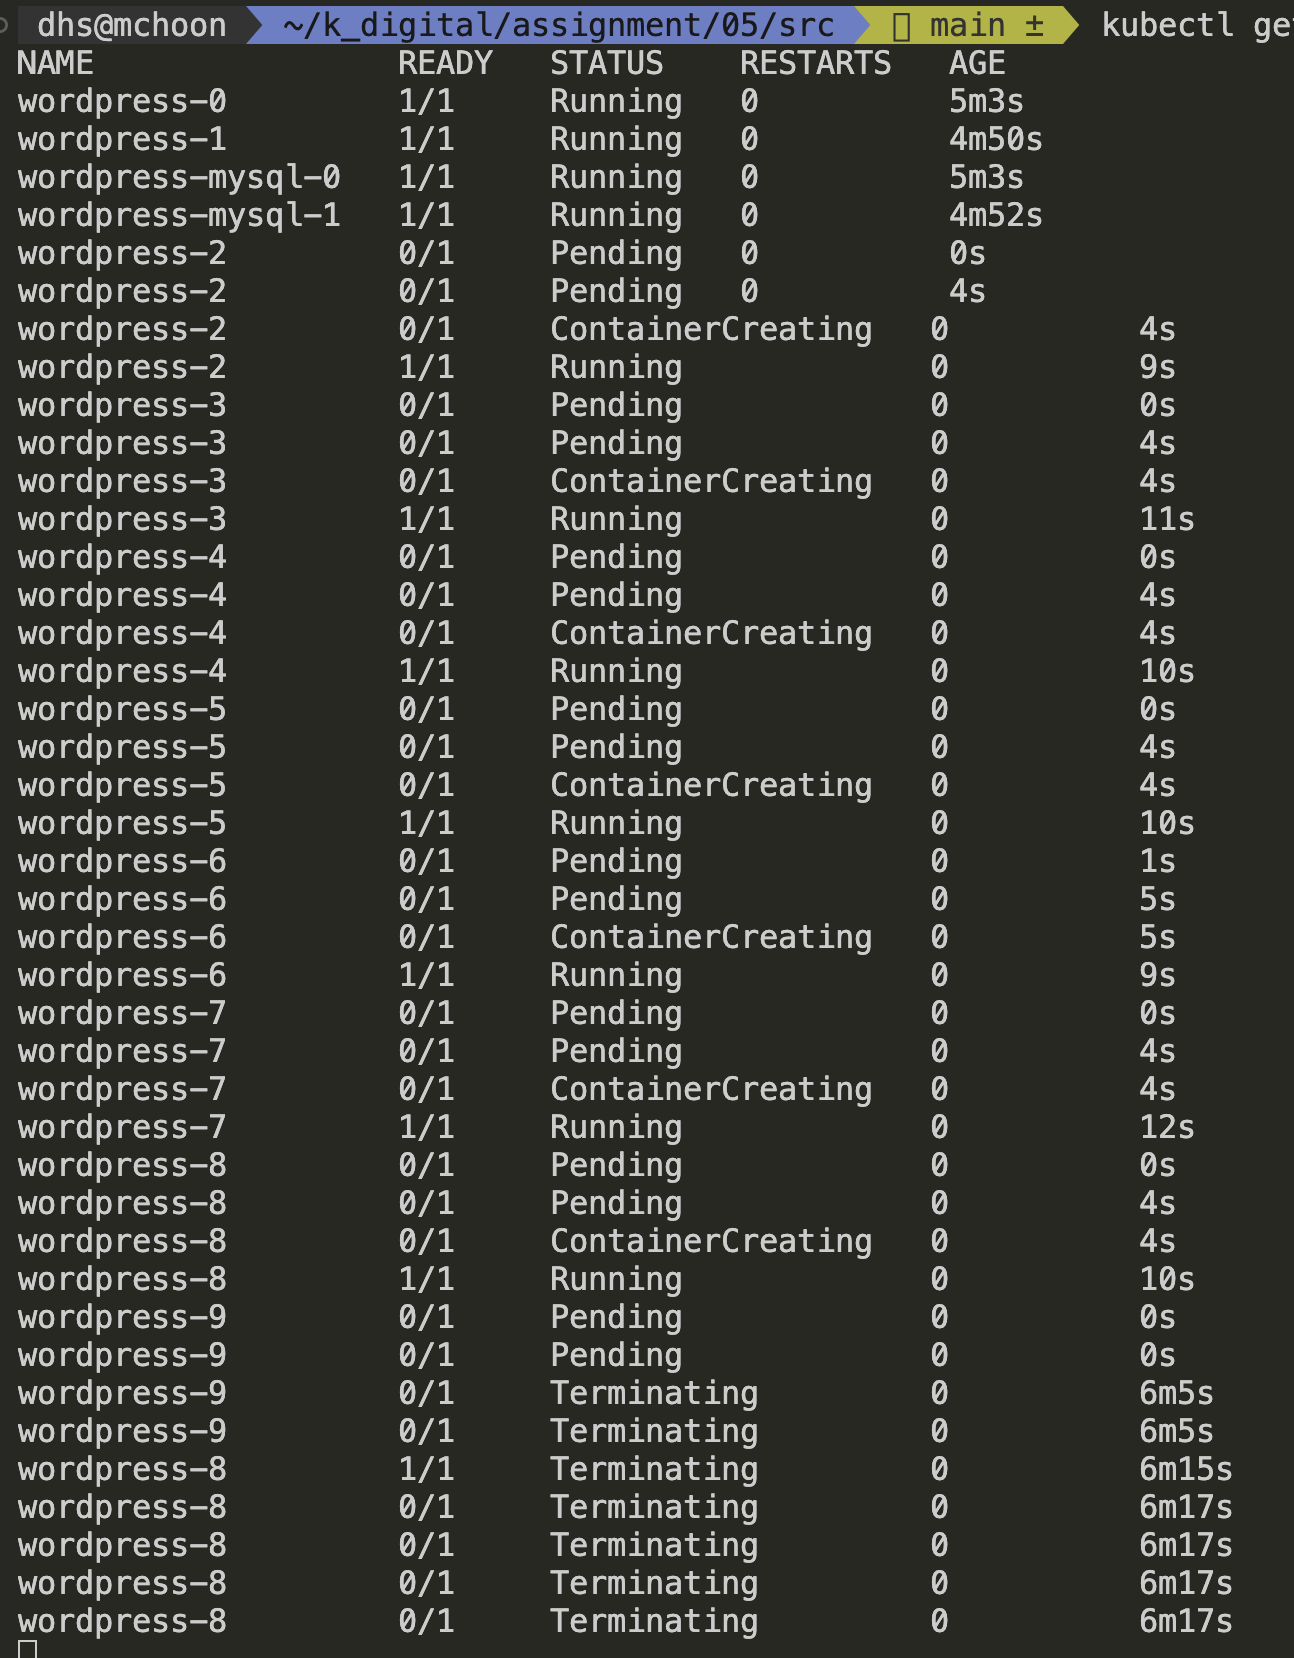 dhs@mchoon ~/k_digital/assignment/05/src main ± kubectl ge
NAME READY STATUS RESTARTS AGE
wordpress-0 1/1 Running 0 5m3s
wordpress-1 1/1 Running 0 4m50s
wordpress-mysql-0 1/1 Running 0 5m3s
wordpress-mysql-1 1/1 Running 0 4m52s
wordpress-2 0/1 Pending 0 0s
wordpress-2 0/1 Pending 0 4s
wordpress-2 0/1 ContainerCreating 0 4s
wordpress-2 1/1 Running 0 9s
wordpress-3 0/1 Pending 0 0s
wordpress-3 0/1 Pending 0 4s
wordpress-3 0/1 ContainerCreating 0 4s
wordpress-3 1/1 Running 0 11s
wordpress-4 0/1 Pending 0 0s
wordpress-4 0/1 Pending 0 4s
wordpress-4 0/1 ContainerCreating 0 4s
wordpress-4 1/1 Running 0 10s
wordpress-5 0/1 Pending 0 0s
wordpress-5 0/1 Pending 0 4s
wordpress-5 0/1 ContainerCreating 0 4s
wordpress-5 1/1 Running 0 10s
wordpress-6 0/1 Pending 0 1s
wordpress-6 0/1 Pending 0 5s
wordpress-6 0/1 ContainerCreating 0 5s
wordpress-6 1/1 Running 0 9s
wordpress-7 0/1 Pending 0 0s
wordpress-7 0/1 Pending 0 4s
wordpress-7 0/1 ContainerCreating 0 4s
wordpress-7 1/1 Running 0 12s
wordpress-8 0/1 Pending 0 0s
wordpress-8 0/1 Pending 0 4s
wordpress-8 0/1 ContainerCreating 0 4s
wordpress-8 1/1 Running 0 10s
wordpress-9 0/1 Pending 0 0s
wordpress-9 0/1 Pending 0 0s
wordpress-9 0/1 Terminating 0 6m5s
wordpress-9 0/1 Terminating 0 6m5s
wordpress-8 1/1 Terminating 0 6m15s
wordpress-8 0/1 Terminating 0 6m17s
wordpress-8 0/1 Terminating 0 6m17s
wordpress-8 0/1 Terminating 0 6m17s
wordpress-8 0/1 Terminating 0 6m17s